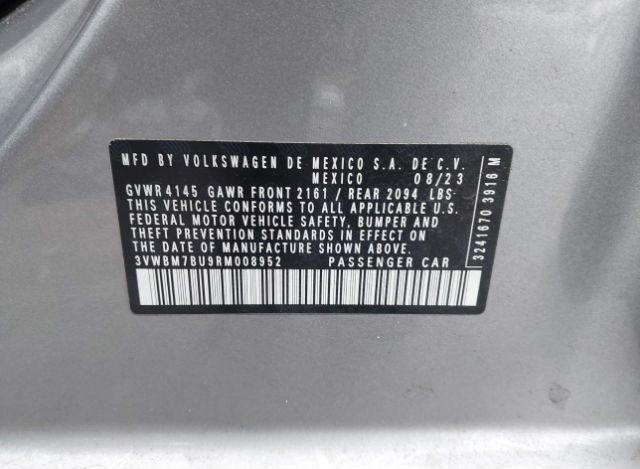 MFD BY VOLKSWAGEN DE MEXICO S.A. DE C.V.
MEXICO 08/23
GVWR 4145 GAWR FRONT 2161 / REAR 2094 LBS
THIS VEHICLE CONFORMS TO ALL APPLICABLE U.S.
FEDERAL MOTOR VEHICLE SAFETY, BUMPER AND
THEFT PREVENTION STANDARDS IN EFFECT ON
THE DATE OF MANUFACTURE SHOWN ABOVE.
3VWBM7BU9RM008952 PASSENGER CAR
3241670 3916 M